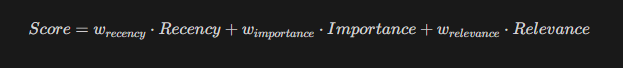 Score = w_recency · Recency + w_importance · Importance + w_relevance · Relevance